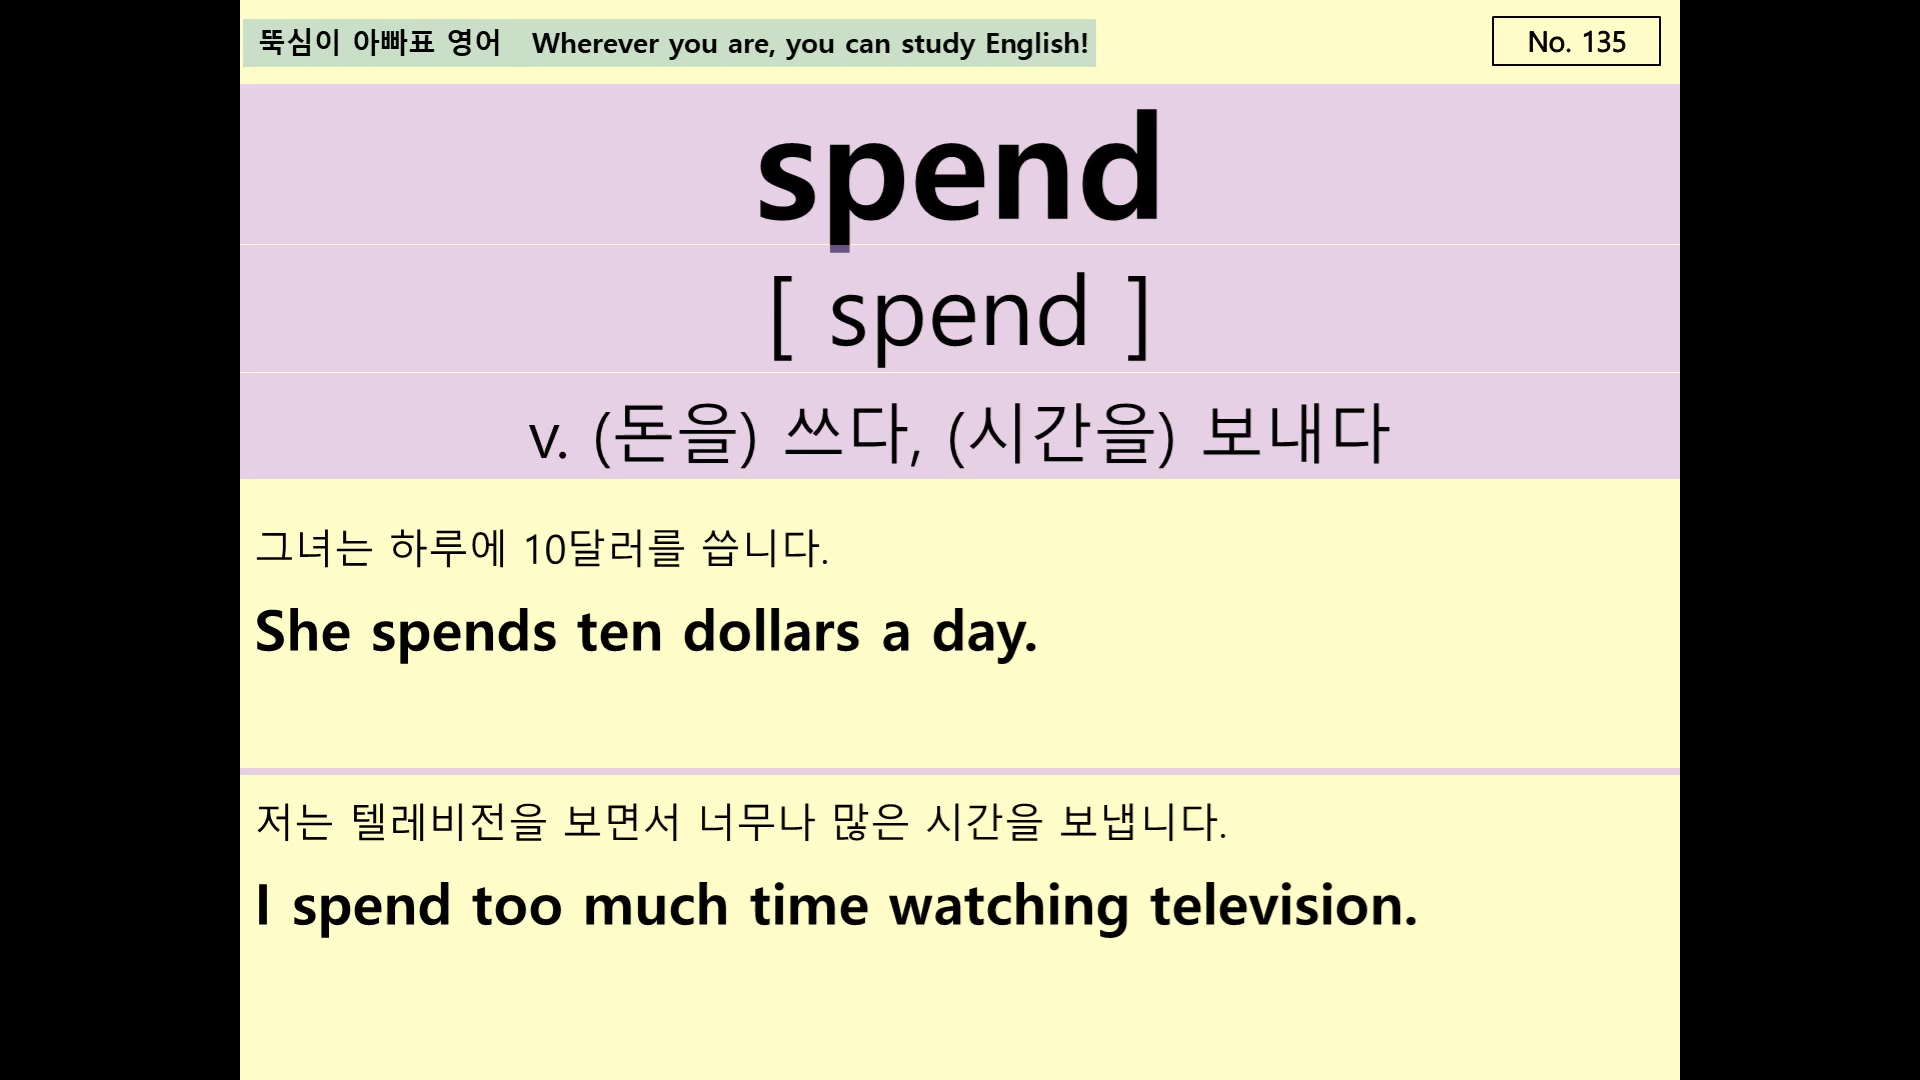 뚝심이 아빠표 영어 Wherever you are, you can study English!
No. 135
spend
[ spend ]
v. (돈을) 쓰다, (시간을) 보내다
그녀는 하루에 10달러를 씁니다.
She spends ten dollars a day.
저는 텔레비전을 보면서 너무나 많은 시간을 보냅니다.
I spend too much time watching television.